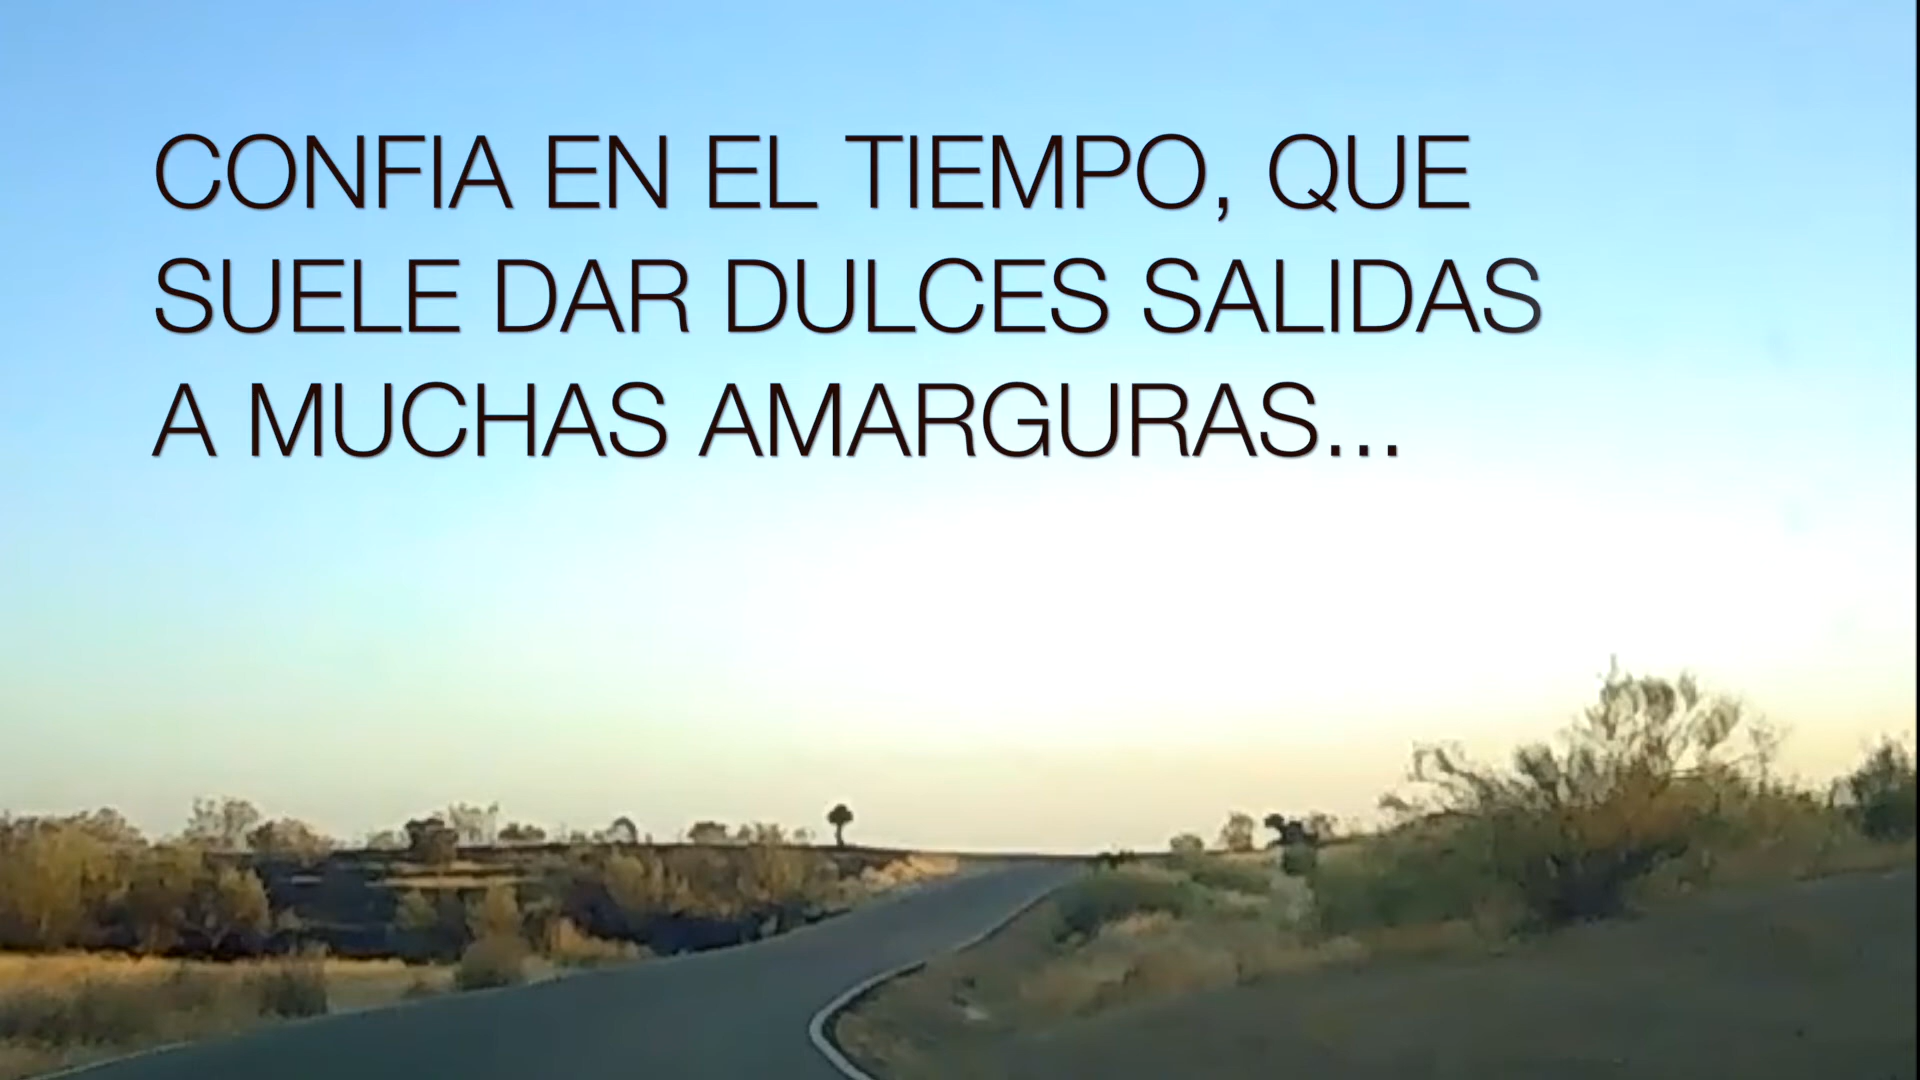 CONFIA EN EL TIEMPO, QUE
SUELE DAR DULCES SALIDAS
A MUCHAS AMARGURAS...